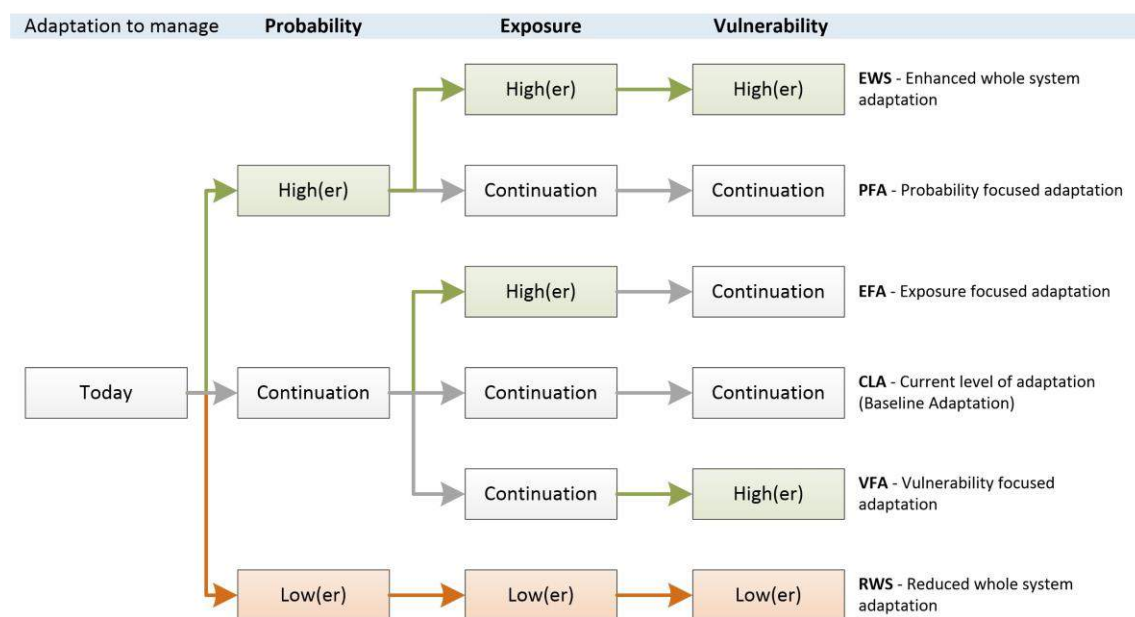 Adaptation to manage Probability Exposure Vulnerability
High(er) High(er) EWS - Enhanced whole system
adaptation
High(er) Continuation Continuation PFA - Probability focused adaptation
High(er) Continuation EFA - Exposure focused adaptation
Today Continuation Continuation Continuation CLA - Current level of adaptation
(Baseline Adaptation)
Continuation High(er) VFA - Vulnerability focused
adaptation
Low(er) Low(er) Low(er) RWS - Reduced whole system
adaptation